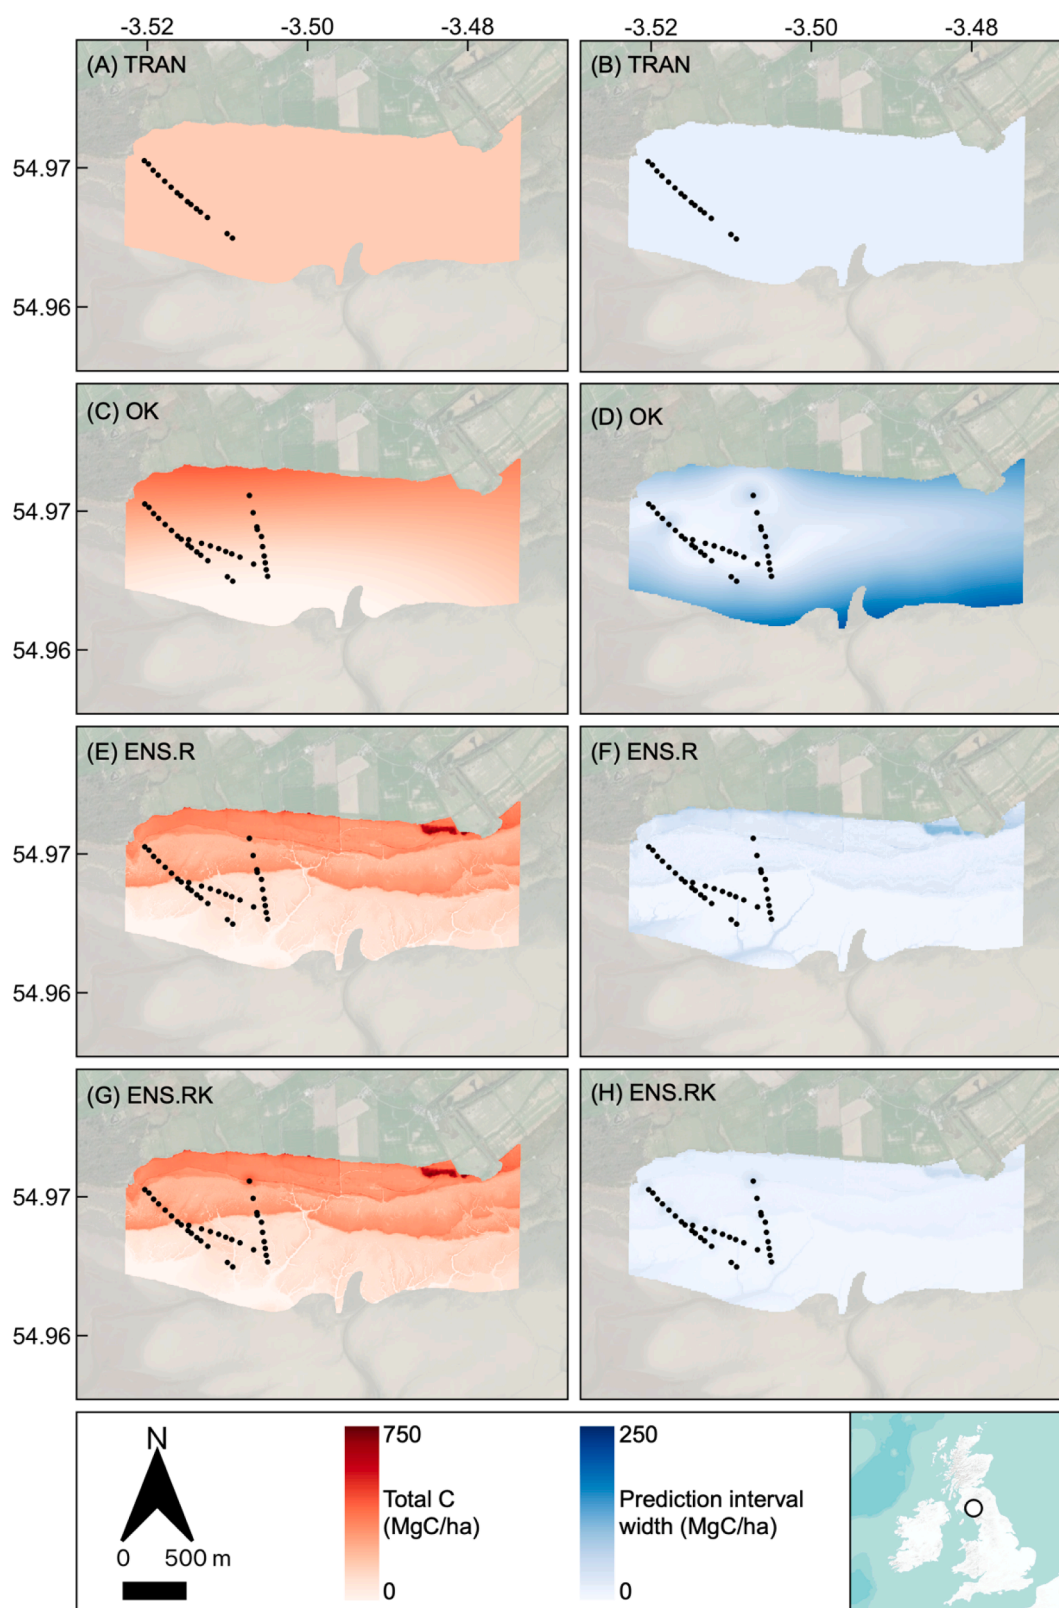 -3.52 -3.50 -3.48 -3.52 -3.50 -3.48
(A) TRAN (B) TRAN
54.97
54.96
(C) OK (D) OK
54.97
54.96
(E) ENS.R (F) ENS.R
54.97
54.96
(G) ENS.RK (H) ENS.RK
54.97
54.96
N 750 250
Total C Prediction interval
(MgC/ha) width (MgC/ha)
0 500 m 0 0